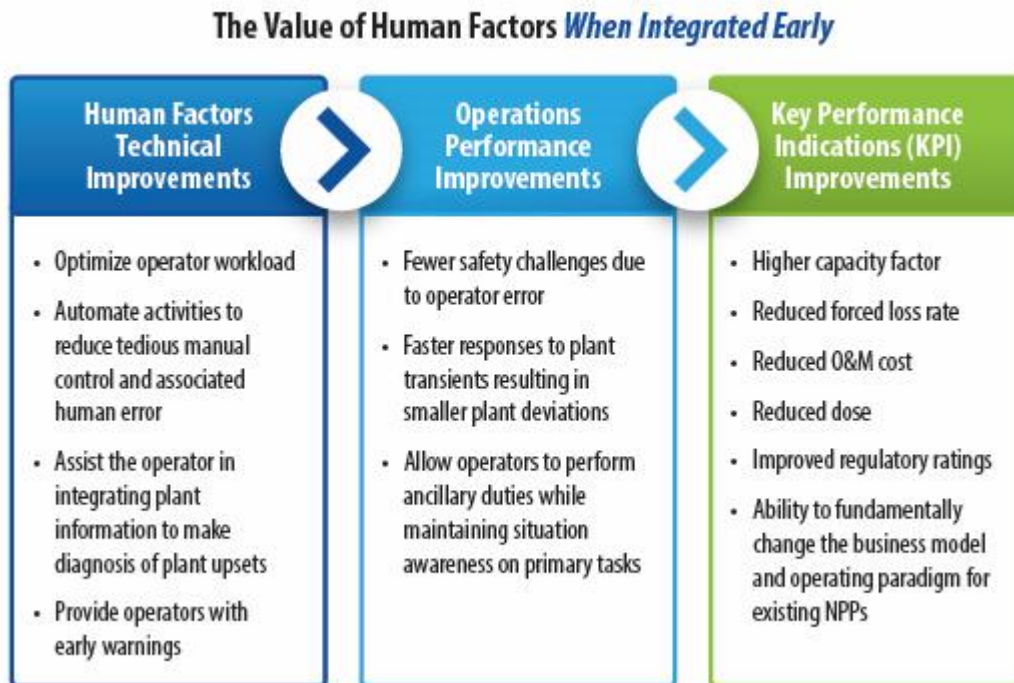 The Value of Human Factors When Integrated Early
Human Factors
Technical
Improvements
• Optimize operator workload
• Automate activities to
reduce tedious manual
control and associated
human error
• Assist the operator in
integrating plant
information to make
diagnosis of plant upsets
• Provide operators with
early warnings
Operations
Performance
Improvements
• Fewer safety challenges due
to operator error
• Faster responses to plant
transients resulting in
smaller plant deviations
• Allow operators to perform
ancillary duties while
maintaining situation
awareness on primary tasks
Key Performance
Indications (KPI)
Improvements
• Higher capacity factor
• Reduced forced loss rate
• Reduced O&M cost
• Reduced dose
• Improved regulatory ratings
• Ability to fundamentally
change the business model
and operating paradigm for
existing NPPs